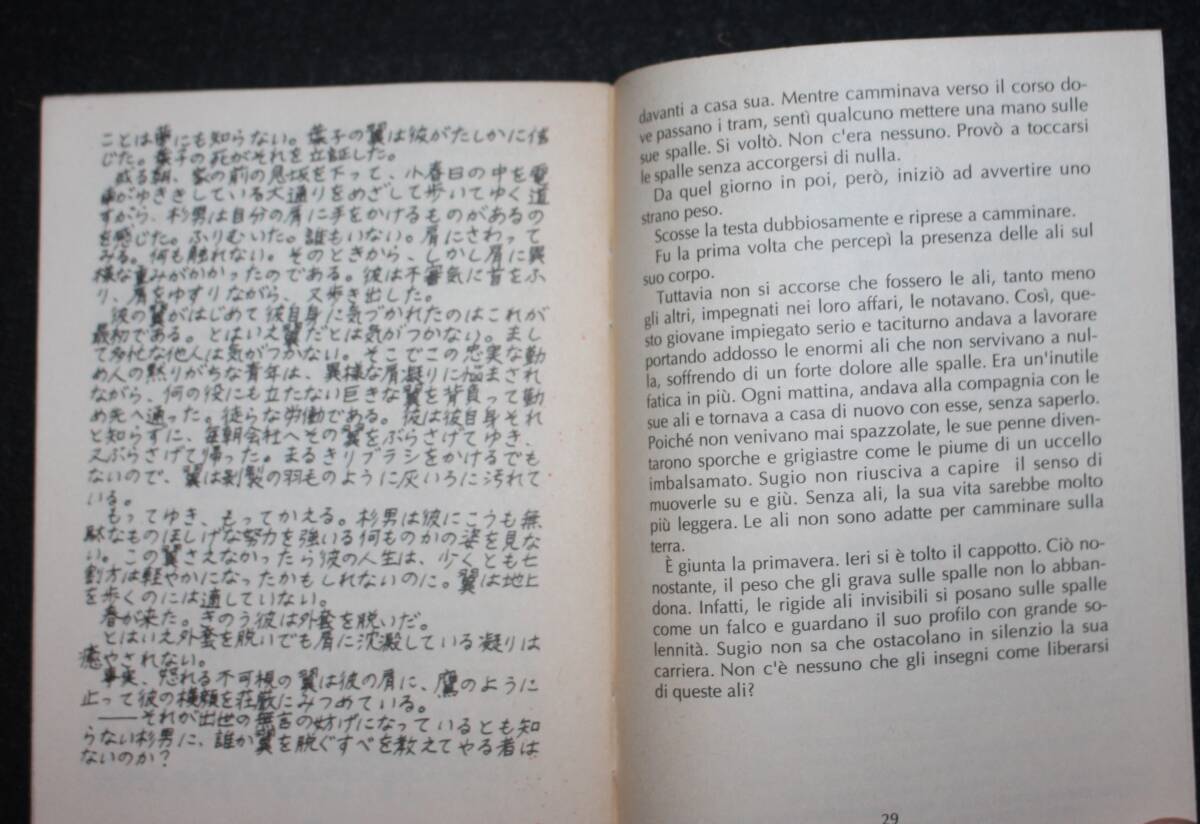 ことは夢にも知らない。葉子の翼は彼がたしかに信
じた。葉子の死がそれを立証した。
或る朝、家の前の急坂を下って、小春日の中を電
車がゆききしている大通りをめざして歩いてゆく道
すがら、杉男は自分の肩に手をかけるものがあるの
を感じた。ふりむいた。誰もいない。肩にさわって
みる。何も触れない。そのときから、しかし肩に異
様な重みがかかったのである。彼は不審気に首をふ
り、肩をゆすりながら、又歩き出した。
彼の翼がはじめて彼自身に気づかれたのはこれが
最初である。とはいえ翼だとは気がつかない。まし
て多忙な他人は気がつかない。そこでこの忠実な勤
め人の黙りがちな青年は、異様な肩凝りに悩まされ
ながら、何の役にも立たない巨きな翼を背負って勤
め先へ通った。徒らな労働である。彼は彼自身それ
と知らずに、毎朝会社へその翼をぶらさげてゆき、
又ぶらさげて帰った。まるきりブラシをかけるでも
ないので、翼は剥製の羽毛のように灰いろに汚れて
いる。
もってゆき、もってかえる。杉男は彼にこうも無
駄なものほしげな努力を強いる何ものかの姿を見な
い。この翼さえなかったら彼の人生は、少くとも七
割方は軽やかになったかもしれないのに。翼は地上
を歩くのには適していない。
春が来た。きのう彼は外套を脱いだ。
とはいえ外套を脱いでも肩に沈澱している凝りは
癒やされない。
事実、怒れる不可視の翼は彼の肩に、鷹のように
止って彼の横顔を荘厳にみつめている。
――それが出世の無言の妨げになっているとも知
らない杉男に、誰か翼を脱ぐすべを教えてやる者は
ないのか?
davanti a casa sua. Mentre camminava verso il corso do-
ve passano i tram, sentì qualcuno mettere una mano sulle
sue spalle. Si voltò. Non c'era nessuno. Provò a toccarsi
le spalle senza accorgersi di nulla.
Da quel giorno in poi, però, iniziò ad avvertire uno
strano peso.
Scosse la testa dubbiosamente e riprese a camminare.
Fu la prima volta che percepì la presenza delle ali sul
suo corpo.
Tuttavia non si accorse che fossero le ali, tanto meno
gli altri, impegnati nei loro affari, le notavano. Così, que-
sto giovane impiegato serio e taciturno andava a lavorare
portando addosso le enormi ali che non servivano a nul-
la, soffrendo di un forte dolore alle spalle. Era un'inutile
fatica in più. Ogni mattina, andava alla compagnia con le
sue ali e tornava a casa di nuovo con esse, senza saperlo.
Poiché non venivano mai spazzolate, le sue penne diven-
tarono sporche e grigiastre come le piume di un uccello
imbalsamato. Sugio non riusciva a capire il senso di
muoverle su e giù. Senza ali, la sua vita sarebbe molto
più leggera. Le ali non sono adatte per camminare sulla
terra.
È giunta la primavera. Ieri si è tolto il cappotto. Ciò no-
nostante, il peso che gli grava sulle spalle non lo abban-
dona. Infatti, le rigide ali invisibili si posano sulle spalle
come un falco e guardano il suo profilo con grande so-
lennità. Sugio non sa che ostacolano in silenzio la sua
carriera. Non c'è nessuno che gli insegni come liberarsi
di queste ali?
29